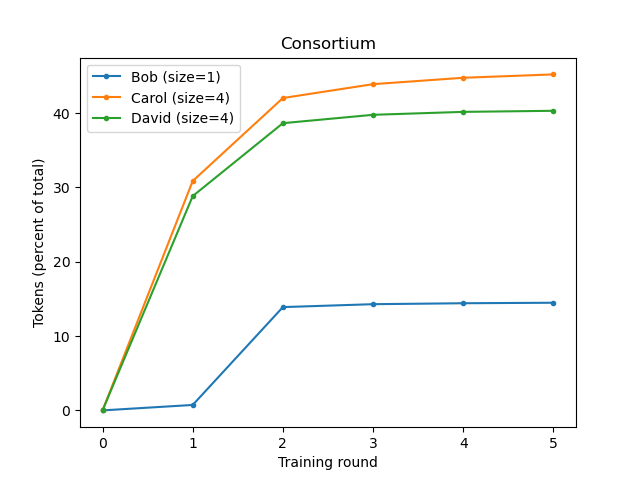 Consortium
Bob (size=1)
Carol (size=4)
David (size=4)
Tokens (percent of total)
40
30
20
10
0
0 1 2 3 4 5
Training round